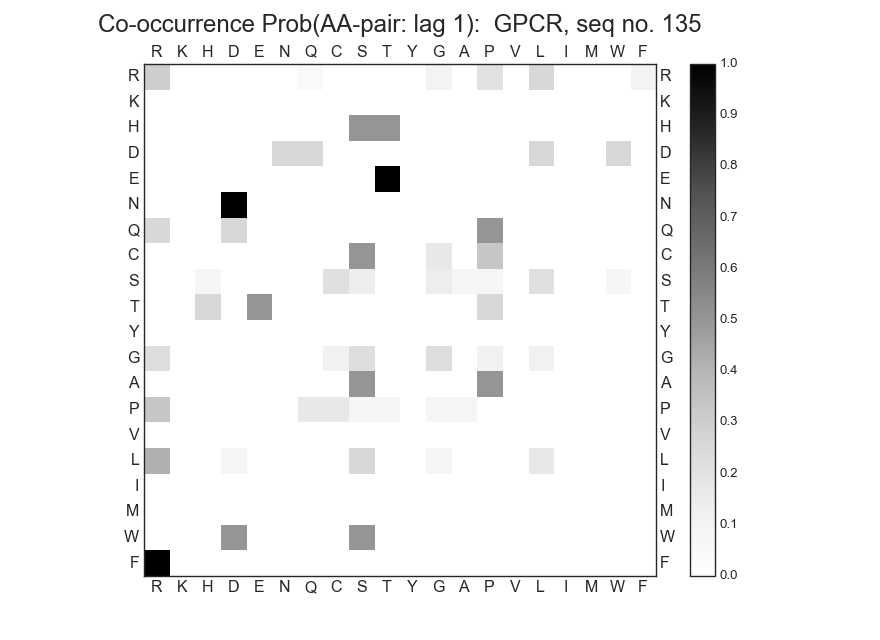 Co-occurrence Prob(AA-pair: lag 1):  GPCR, seq no. 135
R K H D E N Q C S T Y G A P V L I M W F
R R 1.0
K K 0.9
H H
D D 0.8
E E
N N 0.7
Q Q
C C 0.6
S S
T T 0.5
Y Y
G G 0.4
A A
P P 0.3
V V
L L 0.2
I I
M M 0.1
W W
F F 0.0
R K H D E N Q C S T Y G A P V L I M W F